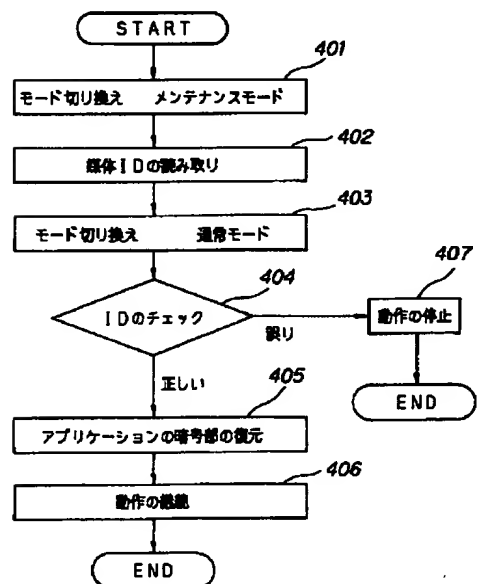 START
401
モード切り換え メンテナンスモード
402
媒体IDの読み取り
403
モード切り換え 通常モード
404
IDのチェック
誤り
407
動作の停止
END
正しい
405
アプリケーションの暗号部の復元
406
動作の継続
END